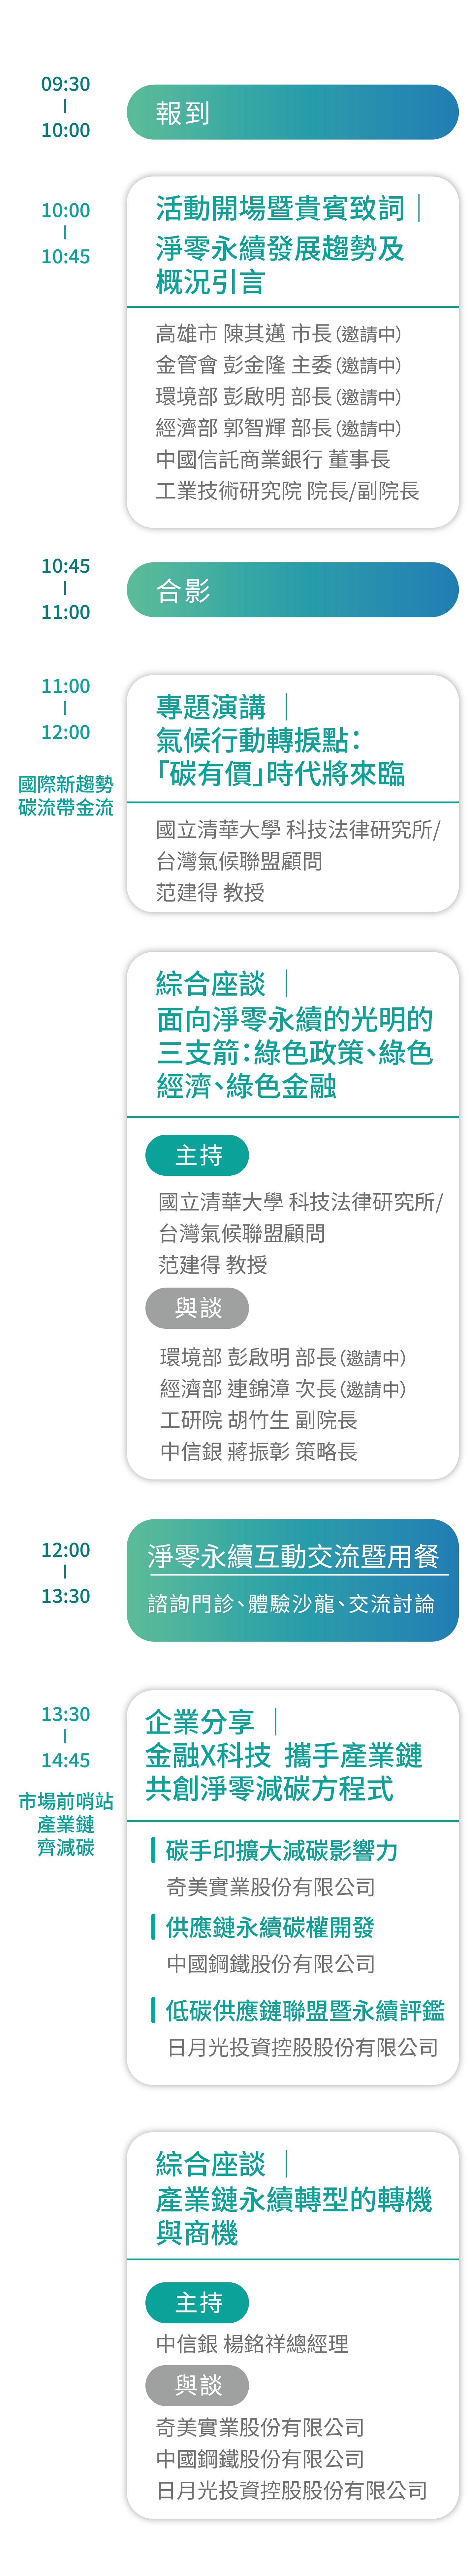 09:30
|
10:00
報到
10:00
|
10:45
活動開場暨貴賓致詞｜
淨零永續發展趨勢及
概況引言
高雄市 陳其邁 市長(邀請中)
金管會 彭金隆 主委(邀請中)
環境部 彭啟明 部長(邀請中)
經濟部 郭智輝 部長(邀請中)
中國信託商業銀行 董事長
工業技術研究院 院長/副院長
10:45
|
11:00
合影
11:00
|
12:00
國際新趨勢
碳流帶金流
專題演講｜
氣候行動轉捩點：
「碳有價」時代將來臨
國立清華大學 科技法律研究所/
台灣氣候聯盟顧問
范建得 教授
綜合座談｜
面向淨零永續的光明的
三支箭：綠色政策、綠色
經濟、綠色金融
主持
國立清華大學 科技法律研究所/
台灣氣候聯盟顧問
范建得 教授
與談
環境部 彭啟明 部長(邀請中)
經濟部 連錦漳 次長(邀請中)
工研院 胡竹生 副院長
中信銀 蔣振彰 策略長
12:00
|
13:30
淨零永續互動交流暨用餐
諮詢門診、體驗沙龍、交流討論
13:30
|
14:45
市場前哨站
產業鏈
齊減碳
企業分享｜
金融X科技 攜手產業鏈
共創淨零減碳方程式
碳手印擴大減碳影響力
奇美實業股份有限公司
供應鏈永續碳權開發
中國鋼鐵股份有限公司
低碳供應鏈聯盟暨永續評鑑
日月光投資控股股份有限公司
綜合座談｜
產業鏈永續轉型的轉機
與商機
主持
中信銀 楊銘祥總經理
與談
奇美實業股份有限公司
中國鋼鐵股份有限公司
日月光投資控股股份有限公司